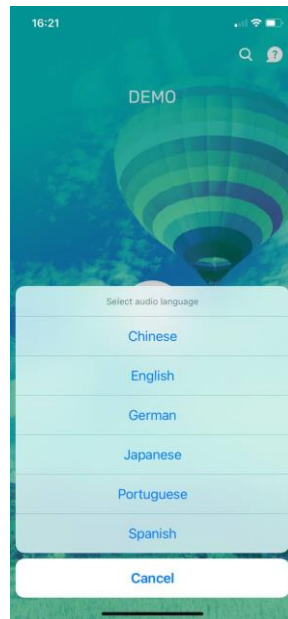 16:21
DEMO
Select audio language
Chinese
English
German
Japanese
Portuguese
Spanish
Cancel